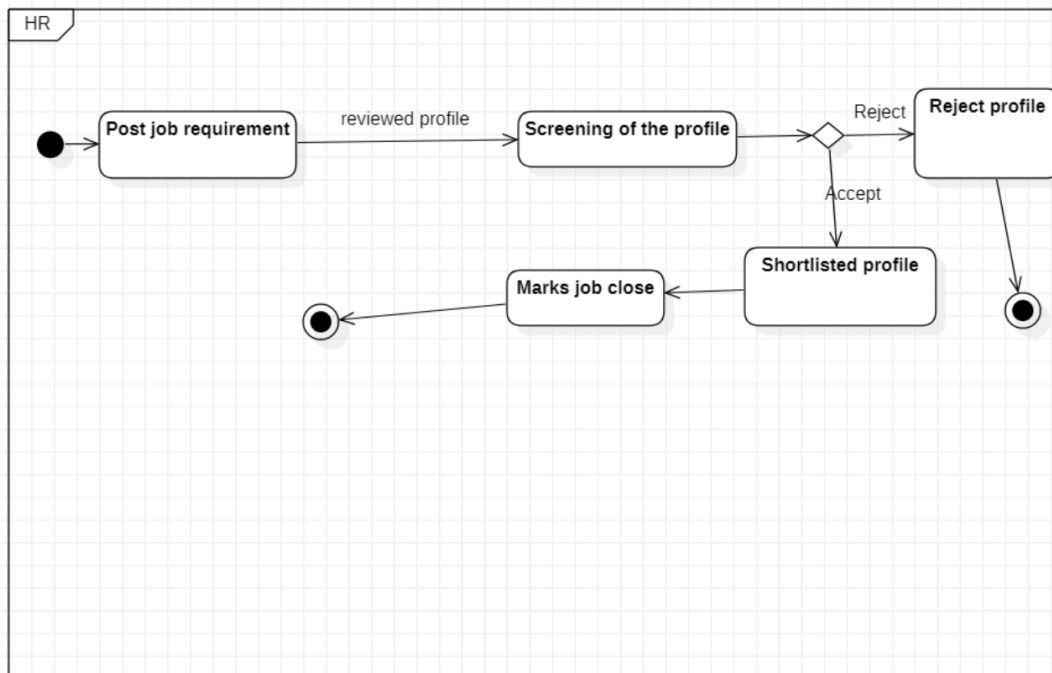 HR
Post job requirement
reviewed profile
Screening of the profile
Reject
Reject profile
Accept
Shortlisted profile
Marks job close